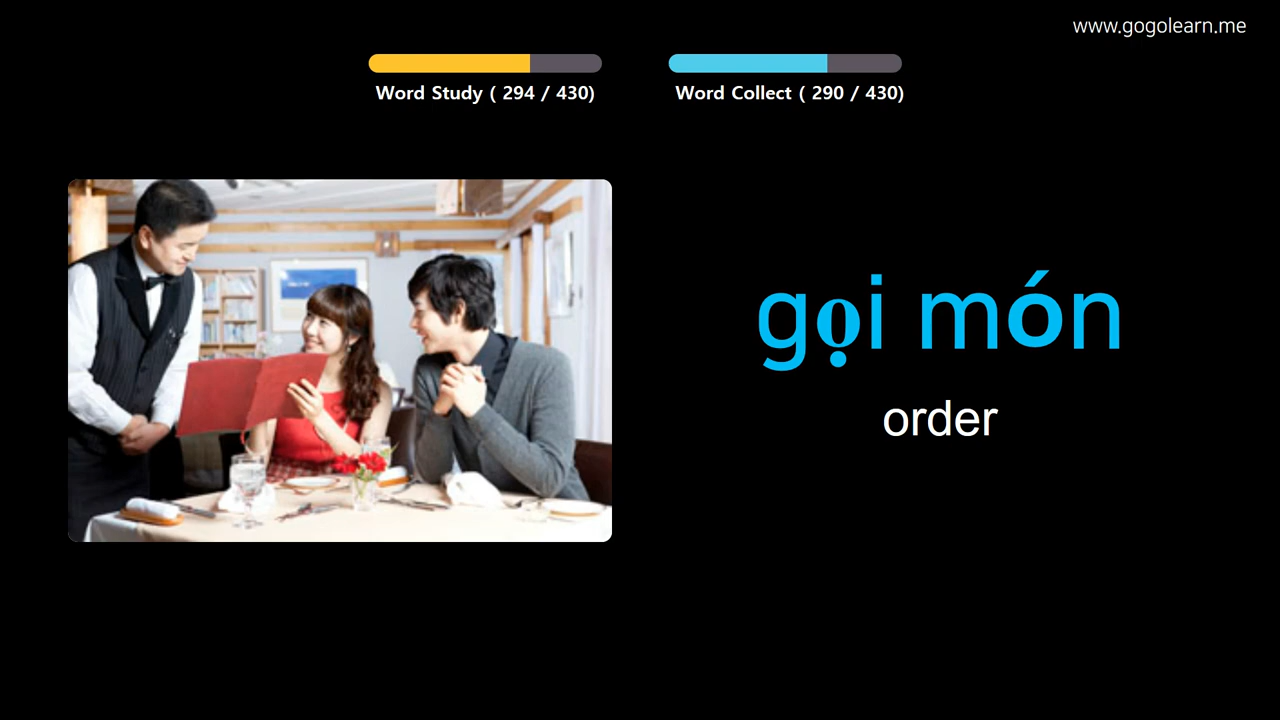 www.gogolearn.me
Word Study ( 294 / 430)
Word Collect ( 290 / 430)
gọi món
order